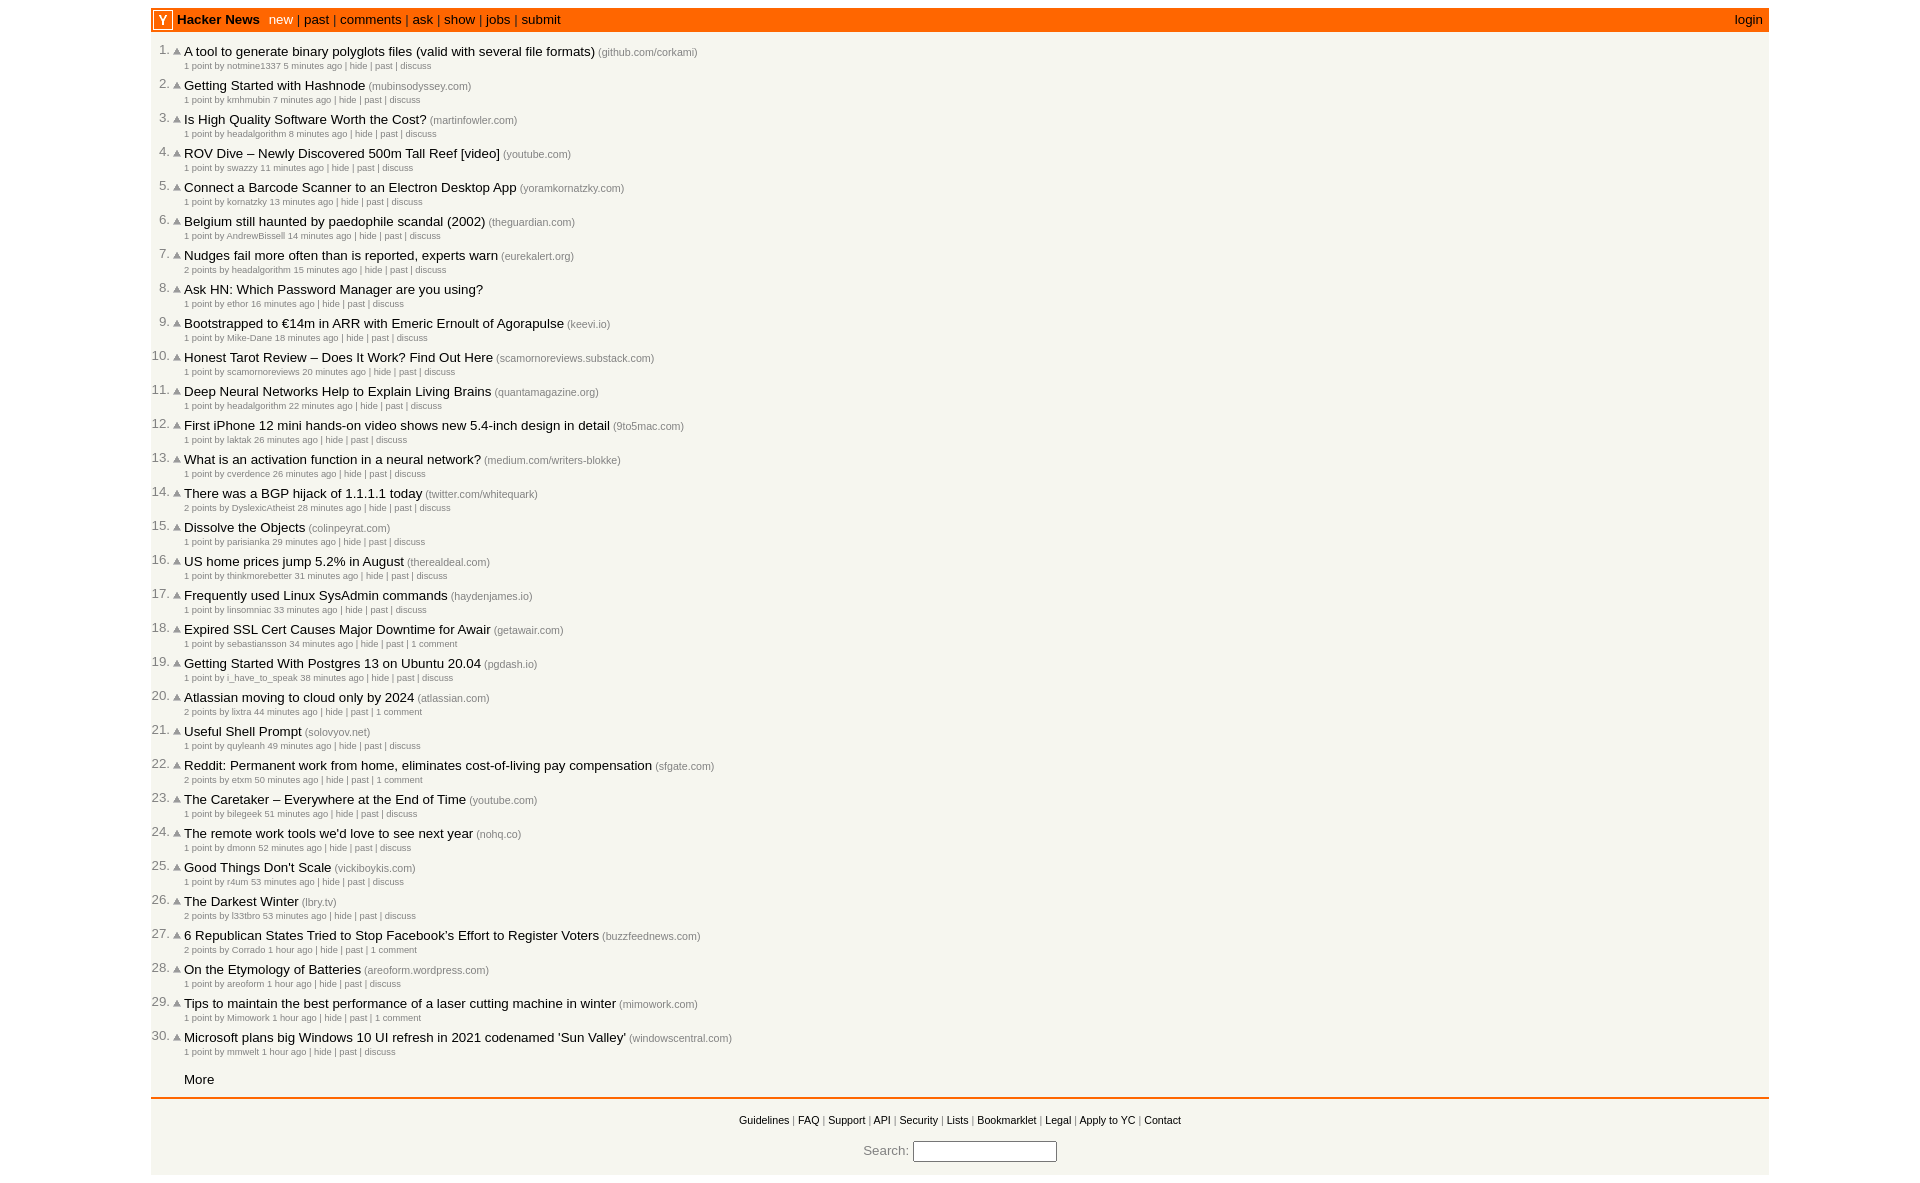 Y Hacker News new | past | comments | ask | show | jobs | submit login
1. A tool to generate binary polyglots files (valid with several file formats) (github.com/corkami)
1 point by notmine1337 5 minutes ago | hide | past | discuss
2. Getting Started with Hashnode (mubinsodyssey.com)
1 point by kmhmubin 7 minutes ago | hide | past | discuss
3. Is High Quality Software Worth the Cost? (martinfowler.com)
1 point by headalgorithm 8 minutes ago | hide | past | discuss
4. ROV Dive – Newly Discovered 500m Tall Reef [video] (youtube.com)
1 point by swazzy 11 minutes ago | hide | past | discuss
5. Connect a Barcode Scanner to an Electron Desktop App (yoramkornatzky.com)
1 point by kornatzky 13 minutes ago | hide | past | discuss
6. Belgium still haunted by paedophile scandal (2002) (theguardian.com)
1 point by AndrewBissell 14 minutes ago | hide | past | discuss
7. Nudges fail more often than is reported, experts warn (eurekalert.org)
2 points by headalgorithm 15 minutes ago | hide | past | discuss
8. Ask HN: Which Password Manager are you using?
1 point by ethor 16 minutes ago | hide | past | discuss
9. Bootstrapped to €14m in ARR with Emeric Ernoult of Agorapulse (keevi.io)
1 point by Mike-Dane 18 minutes ago | hide | past | discuss
10. Honest Tarot Review – Does It Work? Find Out Here (scamornoreviews.substack.com)
1 point by scamornoreviews 20 minutes ago | hide | past | discuss
11. Deep Neural Networks Help to Explain Living Brains (quantamagazine.org)
1 point by headalgorithm 22 minutes ago | hide | past | discuss
12. First iPhone 12 mini hands-on video shows new 5.4-inch design in detail (9to5mac.com)
1 point by laktak 26 minutes ago | hide | past | discuss
13. What is an activation function in a neural network? (medium.com/writers-blokke)
1 point by cverdence 26 minutes ago | hide | past | discuss
14. There was a BGP hijack of 1.1.1.1 today (twitter.com/whitequark)
2 points by DyslexicAtheist 28 minutes ago | hide | past | discuss
15. Dissolve the Objects (colinpeyrat.com)
1 point by parisianka 29 minutes ago | hide | past | discuss
16. US home prices jump 5.2% in August (therealdeal.com)
1 point by thinkmorebetter 31 minutes ago | hide | past | discuss
17. Frequently used Linux SysAdmin commands (haydenjames.io)
1 point by linsomniac 33 minutes ago | hide | past | discuss
18. Expired SSL Cert Causes Major Downtime for Awair (getawair.com)
1 point by sebastiansson 34 minutes ago | hide | past | 1 comment
19. Getting Started With Postgres 13 on Ubuntu 20.04 (pgdash.io)
1 point by i_have_to_speak 38 minutes ago | hide | past | discuss
20. Atlassian moving to cloud only by 2024 (atlassian.com)
2 points by lixtra 44 minutes ago | hide | past | 1 comment
21. Useful Shell Prompt (solovyov.net)
1 point by quyleanh 49 minutes ago | hide | past | discuss
22. Reddit: Permanent work from home, eliminates cost-of-living pay compensation (sfgate.com)
2 points by etxm 50 minutes ago | hide | past | 1 comment
23. The Caretaker – Everywhere at the End of Time (youtube.com)
1 point by bilegeek 51 minutes ago | hide | past | discuss
24. The remote work tools we'd love to see next year (nohq.co)
1 point by dmonn 52 minutes ago | hide | past | discuss
25. Good Things Don't Scale (vickiboykis.com)
1 point by r4um 53 minutes ago | hide | past | discuss
26. The Darkest Winter (lbry.tv)
2 points by l33tbro 53 minutes ago | hide | past | discuss
27. 6 Republican States Tried to Stop Facebook's Effort to Register Voters (buzzfeednews.com)
2 points by Corrado 1 hour ago | hide | past | 1 comment
28. On the Etymology of Batteries (areoform.wordpress.com)
1 point by areoform 1 hour ago | hide | past | discuss
29. Tips to maintain the best performance of a laser cutting machine in winter (mimowork.com)
1 point by Mimowork 1 hour ago | hide | past | 1 comment
30. Microsoft plans big Windows 10 UI refresh in 2021 codenamed 'Sun Valley' (windowscentral.com)
1 point by mmwelt 1 hour ago | hide | past | discuss
More
Guidelines | FAQ | Support | API | Security | Lists | Bookmarklet | Legal | Apply to YC | Contact
Search: